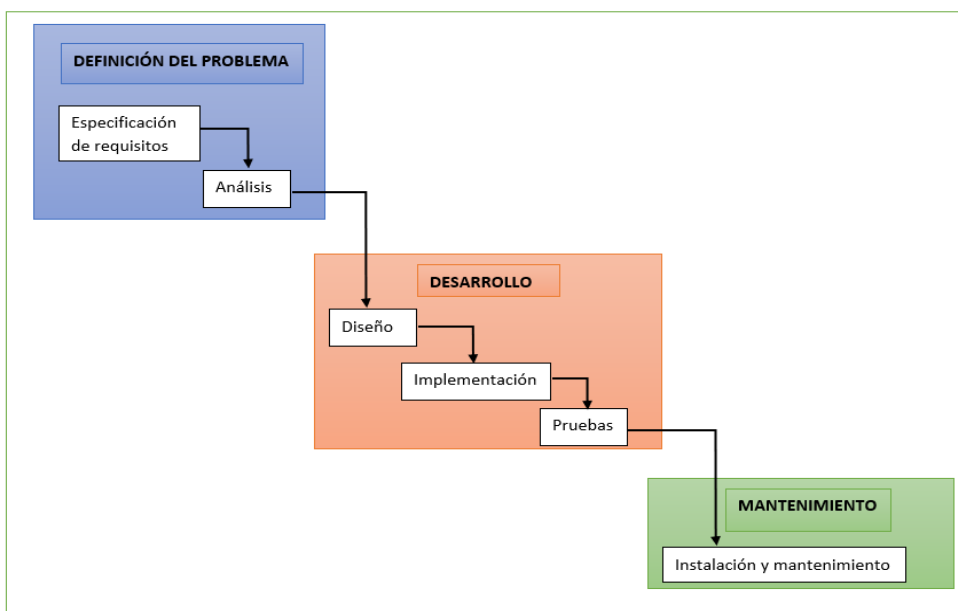 DEFINICIÓN DEL PROBLEMA
Especificación
de requisitos
Análisis
DESARROLLO
Diseño
Implementación
Pruebas
MANTENIMIENTO
Instalación y mantenimiento